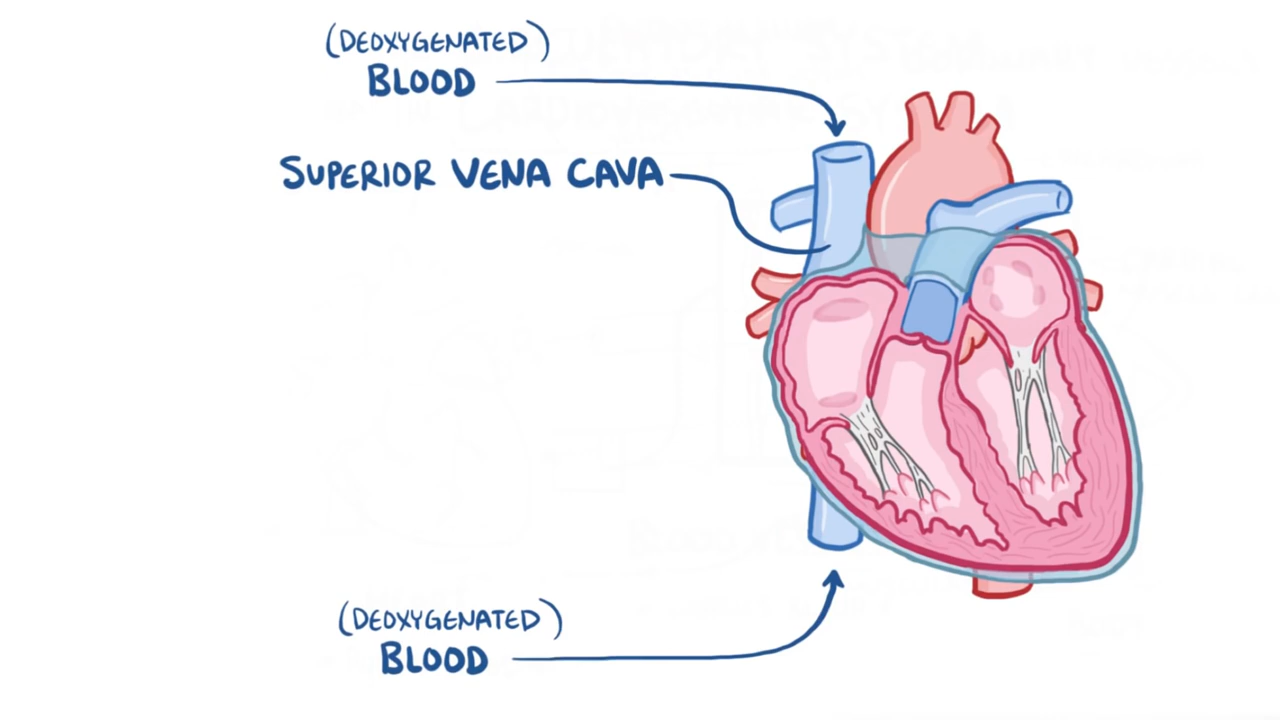 (DEOXYGENATED)
BLOOD
SUPERIOR VENA CAVA
(DEOXYGENATED)
BLOOD